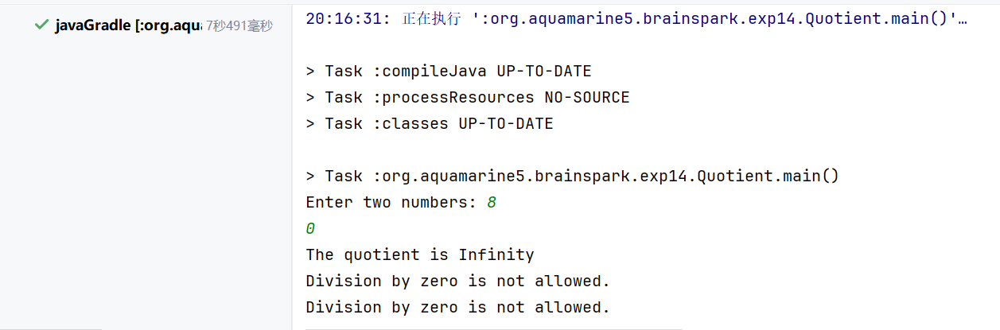 javaGradle [:org.aqu 7秒491毫秒
20:16:31: 正在执行 ':org.aquamarine5.brainspark.exp14.Quotient.main()'…
> Task :compileJava UP-TO-DATE
> Task :processResources NO-SOURCE
> Task :classes UP-TO-DATE
> Task :org.aquamarine5.brainspark.exp14.Quotient.main()
Enter two numbers: 8
0
The quotient is Infinity
Division by zero is not allowed.
Division by zero is not allowed.